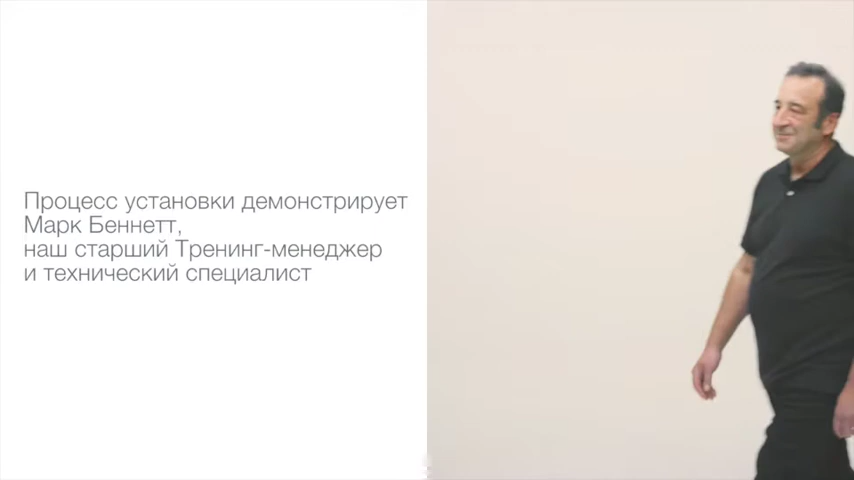 Процесс установки демонстрирует
Марк Беннетт,
наш старший Тренинг-менеджер
и технический специалист